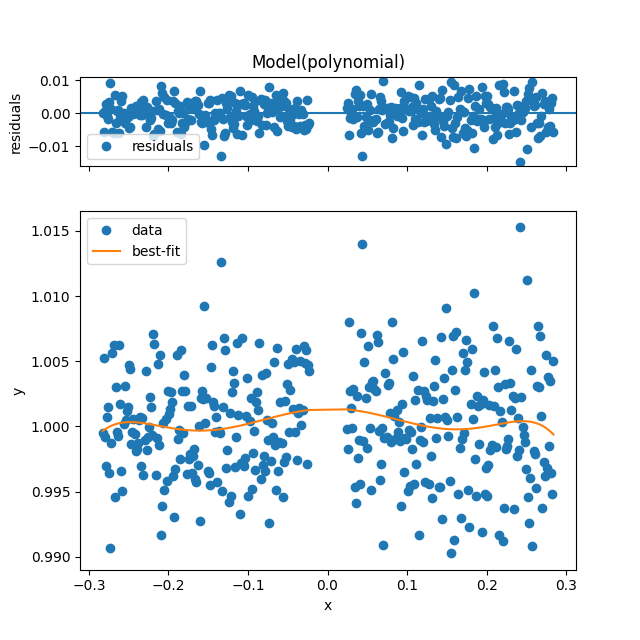 Model(polynomial)
0.01
0.00
−0.01
residuals
residuals
1.015
1.010
1.005
1.000
0.995
0.990
y
data
best-fit
−0.3 −0.2 −0.1 0.0 0.1 0.2 0.3
x